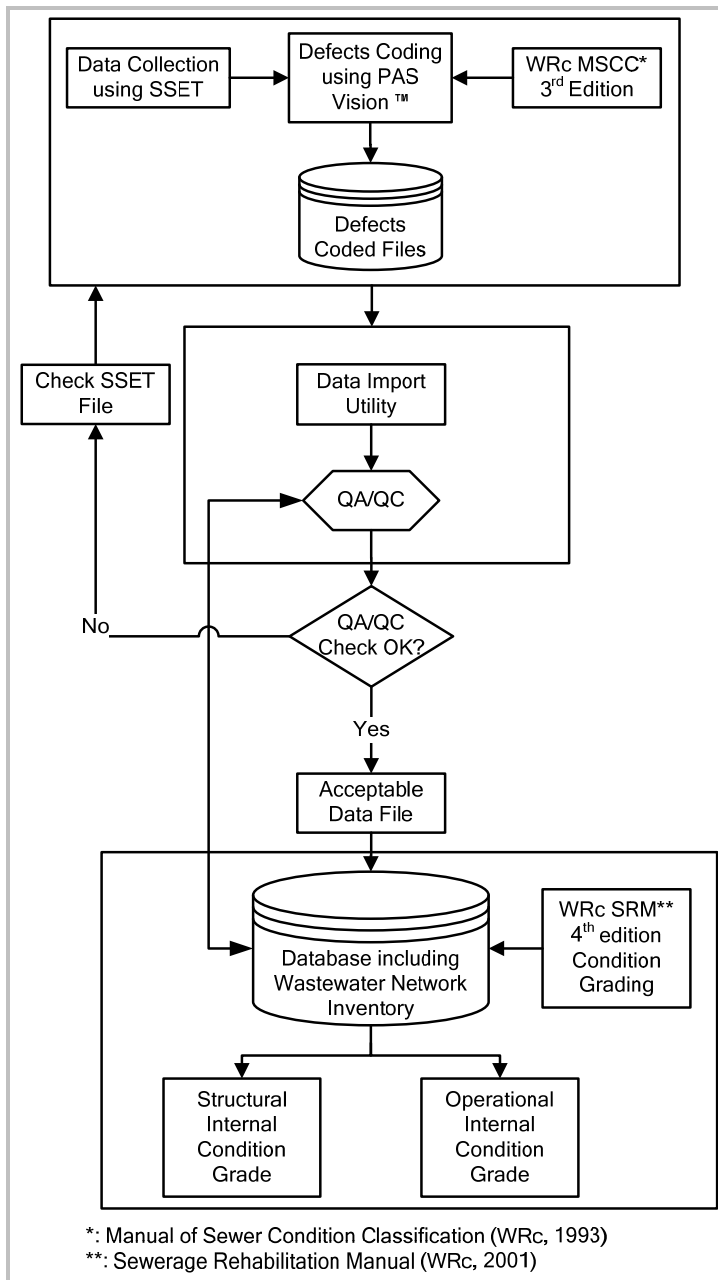 Data Collection
using SSET
Defects Coding
using PAS
Vision ™
WRc MSCC*
3rd Edition
Defects
Coded Files
Check SSET
File
Data Import
Utility
QA/QC
No
QA/QC
Check OK?
Yes
Acceptable
Data File
Database including
Wastewater Network
Inventory
WRc SRM**
4th edition
Condition
Grading
Structural
Internal
Condition
Grade
Operational
Internal
Condition
Grade
*: Manual of Sewer Condition Classification (WRc, 1993)
**: Sewerage Rehabilitation Manual (WRc, 2001)